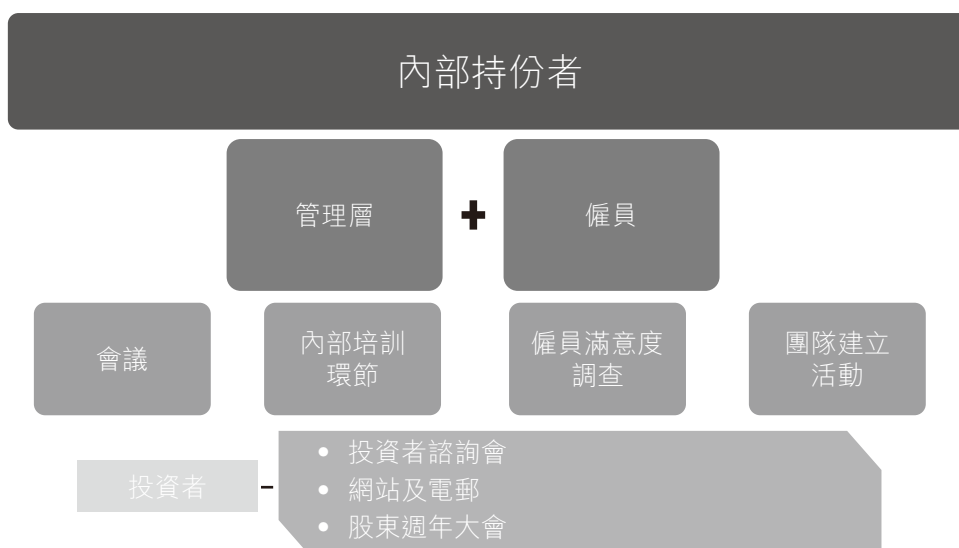 內部持份者
管理層
僱員
會議
內部培訓
環節
僱員滿意度
調查
團隊建立
活動
投資者
• 投資者諮詢會
• 網站及電郵
• 股東週年大會